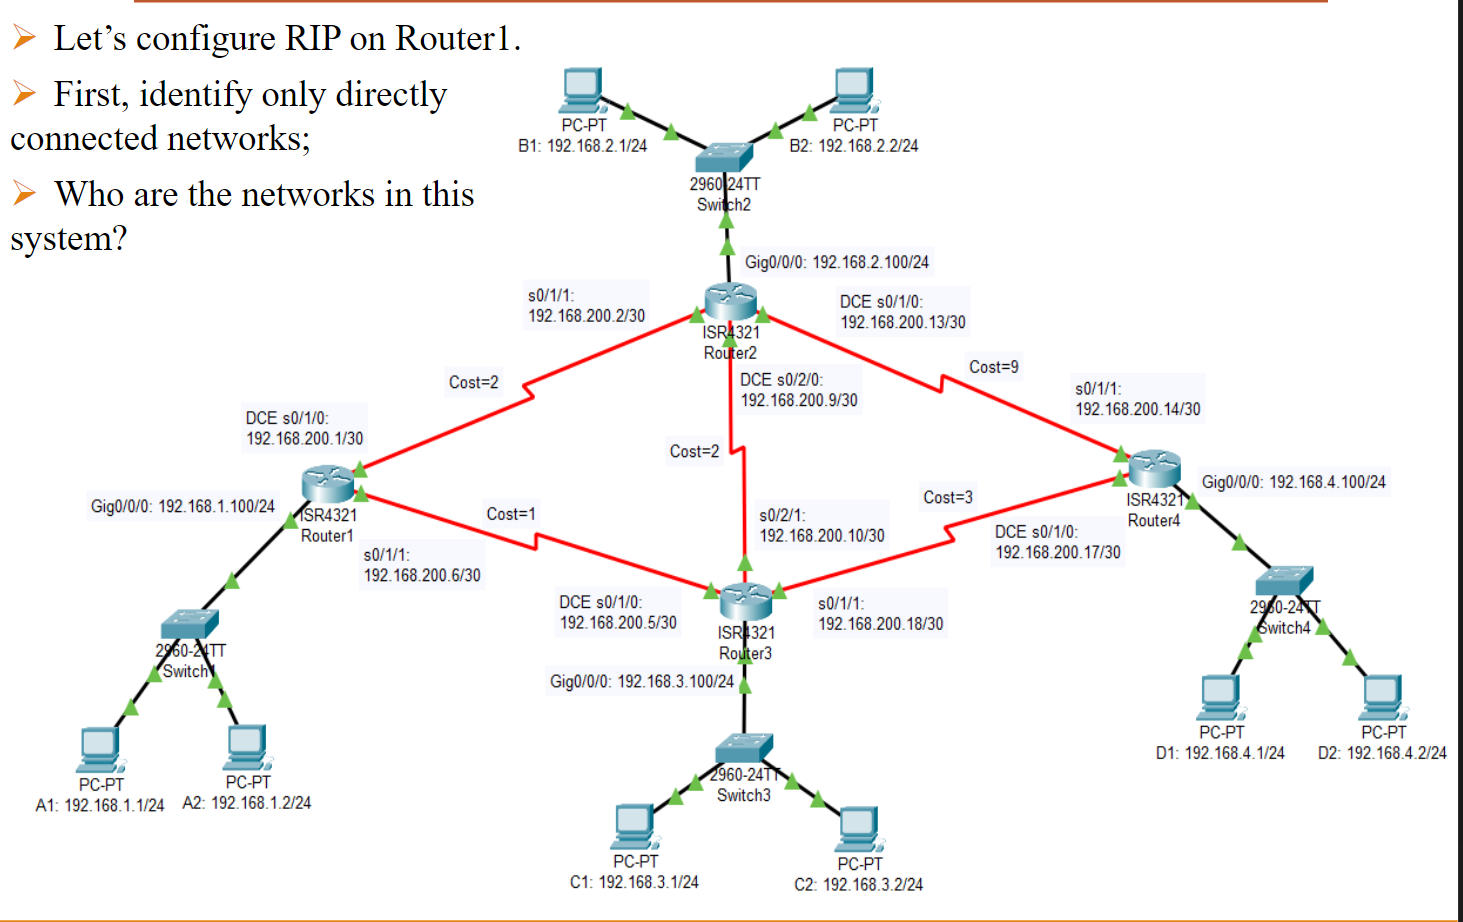 Let's configure RIP on Router1.
First, identify only directly
connected networks;
Who are the networks in this
system?
PC-PT
B1: 192.168.2.1/24
PC-PT
B2: 192.168.2.2/24
2960-24TT
Switch2
Gig0/0/0: 192.168.2.100/24
s0/1/1:
192.168.200.2/30
DCE s0/1/0:
192.168.200.13/30
ISR4321
Router2
Cost=2
DCE s0/2/0:
192.168.200.9/30
Cost=9
s0/1/1:
192.168.200.14/30
DCE s0/1/0:
192.168.200.1/30
Cost=2
Gig0/0/0: 192.168.1.100/24
ISR4321
Router1
Cost=1
s0/1/1:
192.168.200.6/30
s0/2/1:
192.168.200.10/30
Cost=3
DCE s0/1/0:
192.168.200.17/30
ISR4321
Router4
Gig0/0/0: 192.168.4.100/24
DCE s0/1/0:
192.168.200.5/30
ISR4321
Router3
s0/1/1:
192.168.200.18/30
2960-24TT
Switch1
2960-24TT
Switch4
Gig0/0/0: 192.168.3.100/24
PC-PT
A1: 192.168.1.1/24
PC-PT
A2: 192.168.1.2/24
2960-24TT
Switch3
PC-PT
D1: 192.168.4.1/24
PC-PT
D2: 192.168.4.2/24
PC-PT
C1: 192.168.3.1/24
PC-PT
C2: 192.168.3.2/24